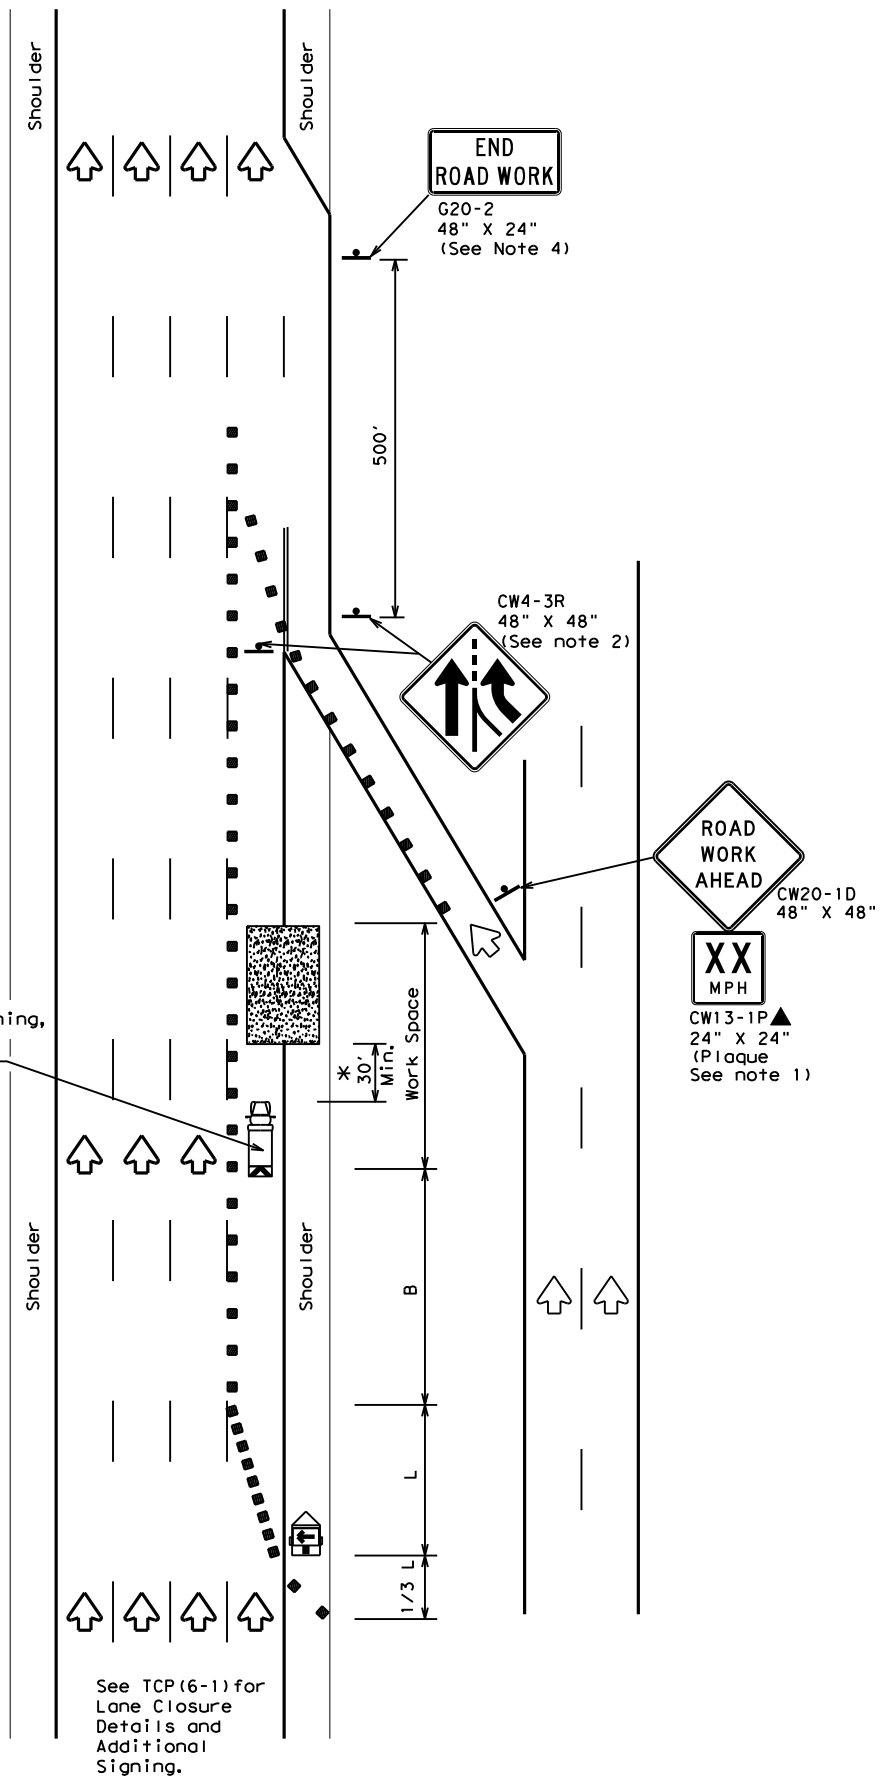 Shoulder
Shoulder
END
ROAD WORK
G20-2
48" X 24"
(See Note 4)
500'
CW4-3R
48" X 48"
(See note 2)
ROAD
WORK
AHEAD
CW20-1D
48" X 48"
XX
MPH
CW13-1P
24" X 24"
(Plaque
See note 1)
ning,
Work Space
*
30'
Min.
Shoulder
Shoulder
B
L
1/3 L
See TCP(6-1)for
Lane Closure
Details and
Additional
Signing.